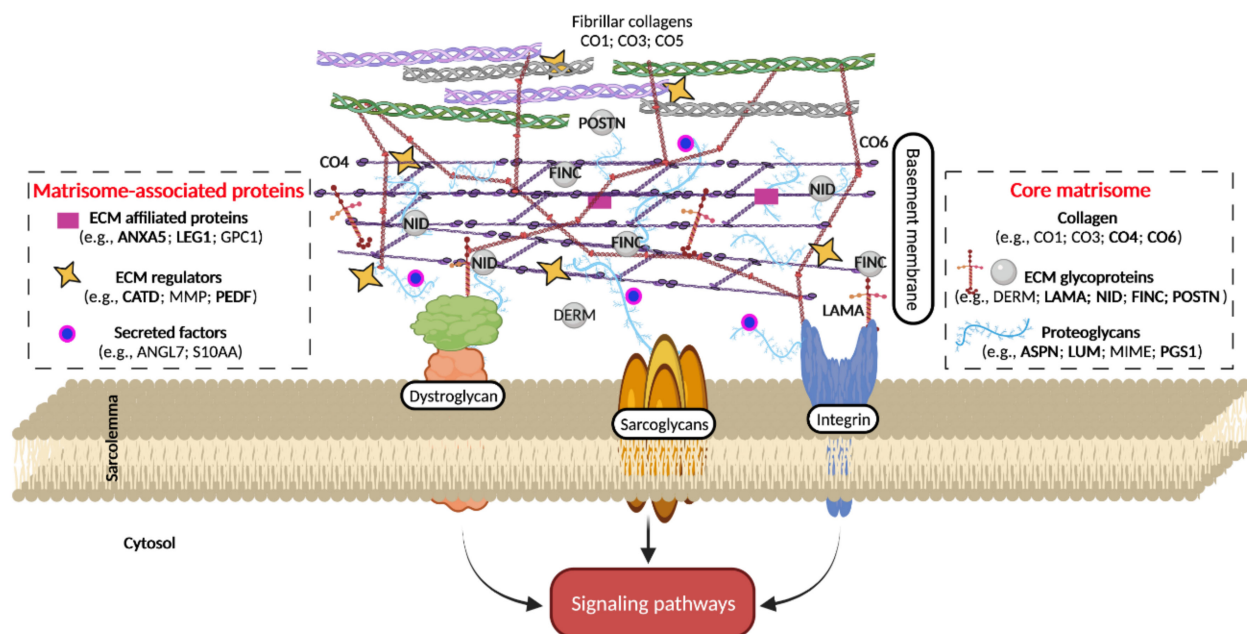 Fibrillar collagens
CO1; CO3; CO5
POSTN
CO6
CO4
FINC
NID
NID
FINC
NID
FINC
DERM
LAMA
Basement membrane
Matrisome-associated proteins
ECM affiliated proteins
(e.g., ANXA5; LEG1; GPC1)
ECM regulators
(e.g., CATD; MMP; PEDF)
Secreted factors
(e.g., ANGL7; S10AA)
Core matrisome
Collagen
(e.g., CO1; CO3; CO4; CO6)
ECM glycoproteins
(e.g., DERM; LAMA; NID; FINC; POSTN)
Proteoglycans
(e.g., ASPN; LUM; MIME; PGS1)
Dystroglycan
Sarcoglycans
Integrin
Sarcolemma
Cytosol
Signaling pathways